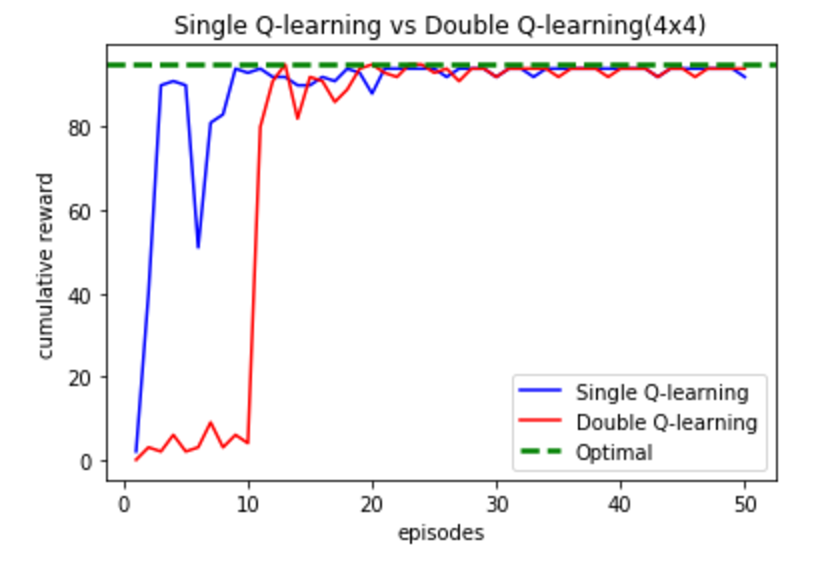 Single Q-learning vs Double Q-learning(4x4)
cumulative reward
80
60
40
20
0
0 10 20 30 40 50
episodes
Single Q-learning
Double Q-learning
Optimal